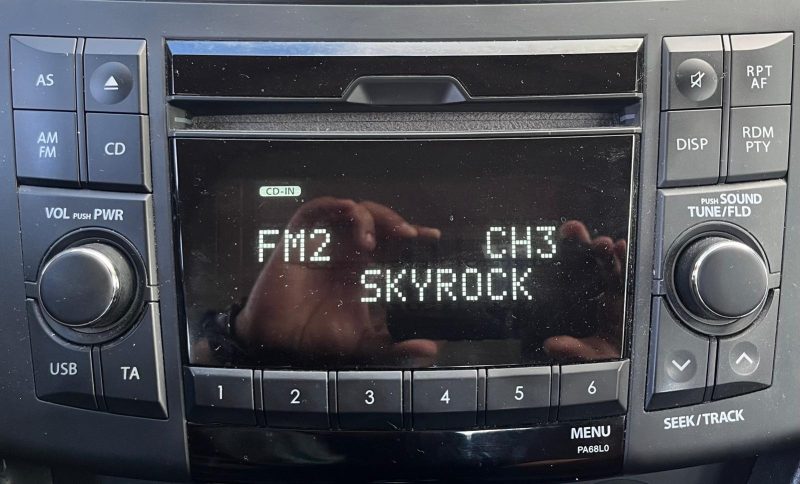 AS
AM
FM
CD
RPT
AF
DISP
RDM
PTY
VOL PUSH PWR
PUSH SOUND
TUNE/FLD
CD-IN
FM2 CH3
SKYROCK
USB
TA
1 2 3 4 5 6
SEEK/TRACK
MENU
PA68L0